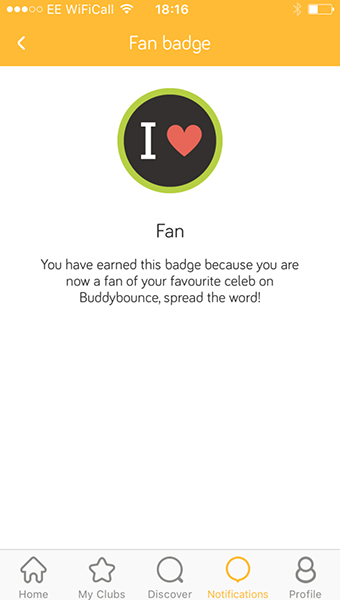 EE WiFiCall 18:16
Fan badge
I
Fan
You have earned this badge because you are
now a fan of your favourite celeb on
Buddybounce, spread the word!
Home My Clubs Discover Notifications Profile